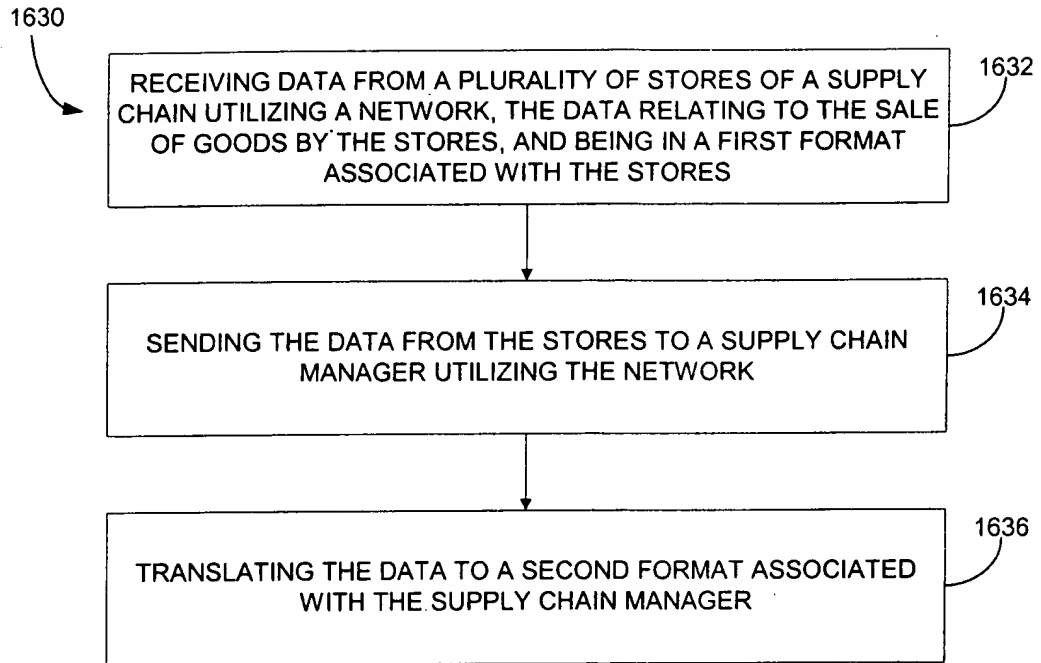 1630
RECEIVING DATA FROM A PLURALITY OF STORES OF A SUPPLY
CHAIN UTILIZING A NETWORK, THE DATA RELATING TO THE SALE
OF GOODS BY THE STORES, AND BEING IN A FIRST FORMAT
ASSOCIATED WITH THE STORES
1632
SENDING THE DATA FROM THE STORES TO A SUPPLY CHAIN
MANAGER UTILIZING THE NETWORK
1634
TRANSLATING THE DATA TO A SECOND FORMAT ASSOCIATED
WITH THE SUPPLY CHAIN MANAGER
1636